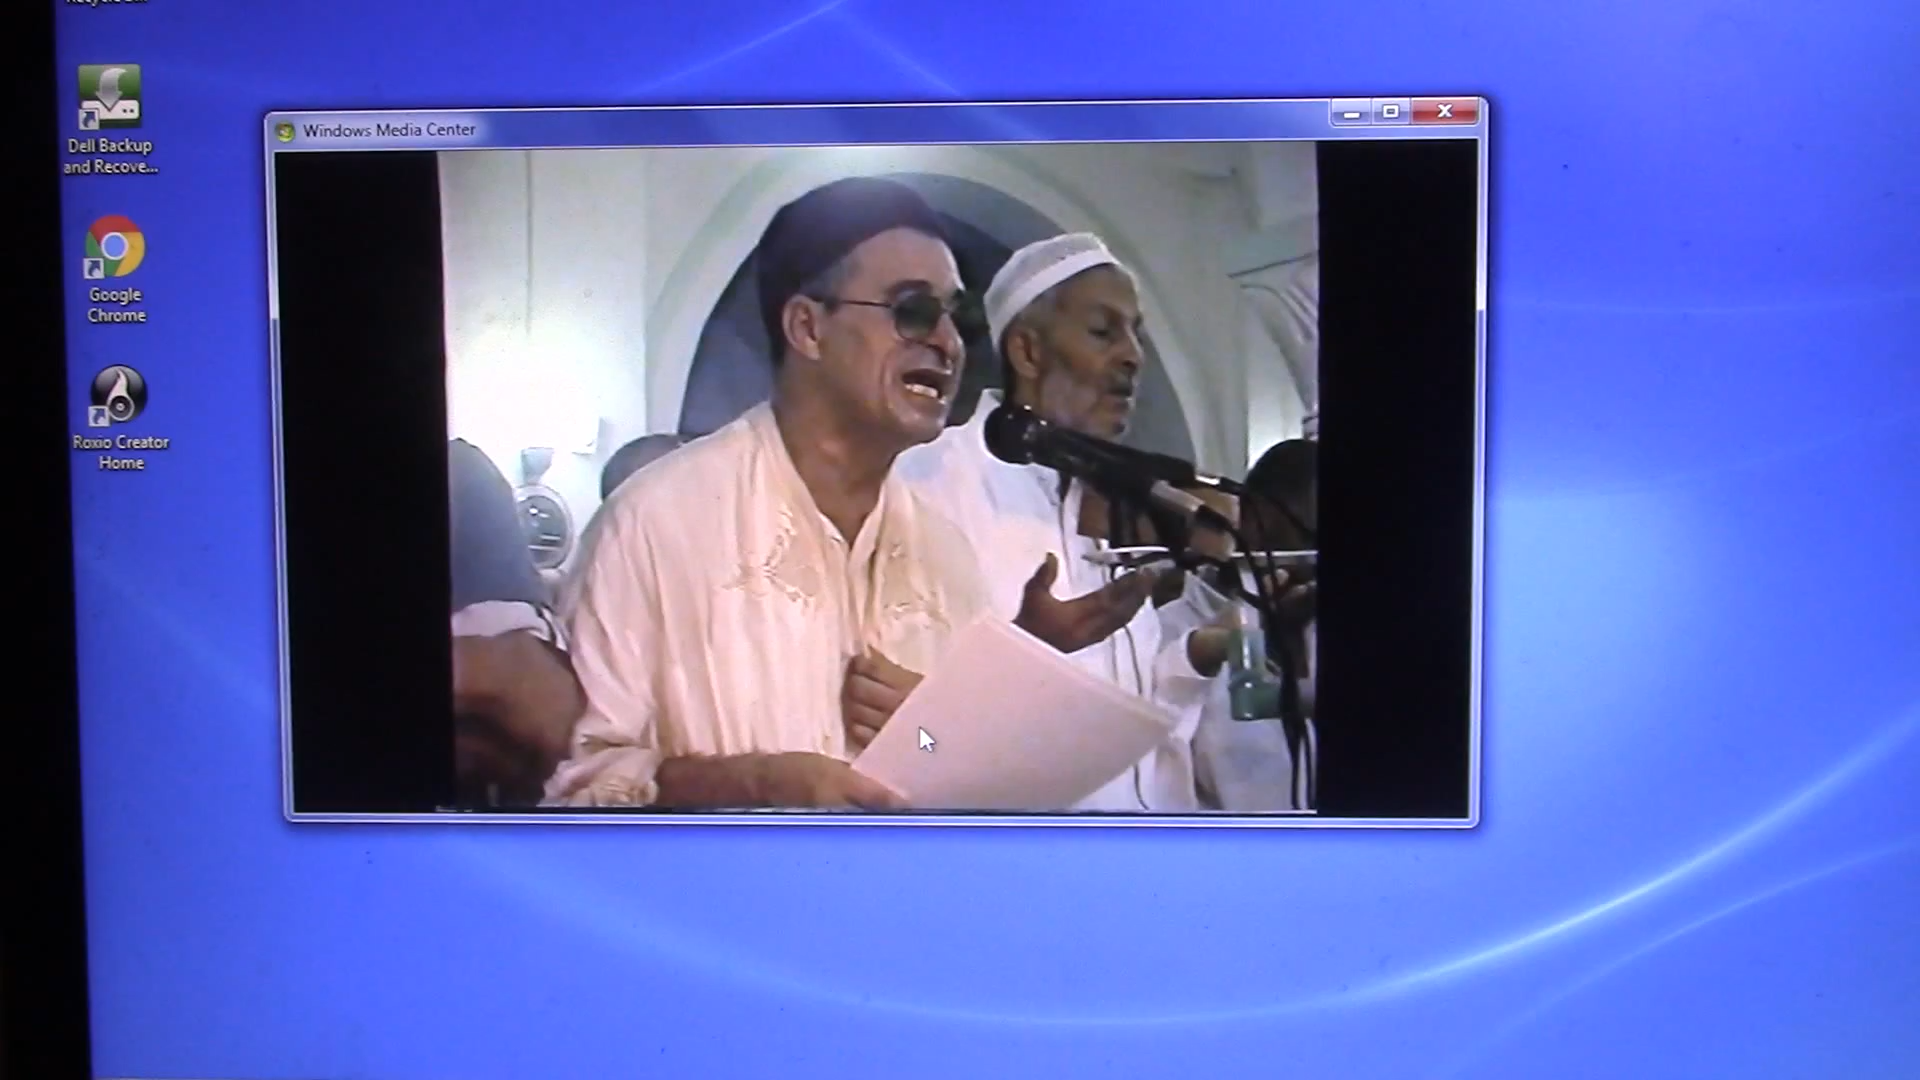 Dell Backup
and Recove...
Google
Chrome
Roxio Creator
Home
Windows Media Center